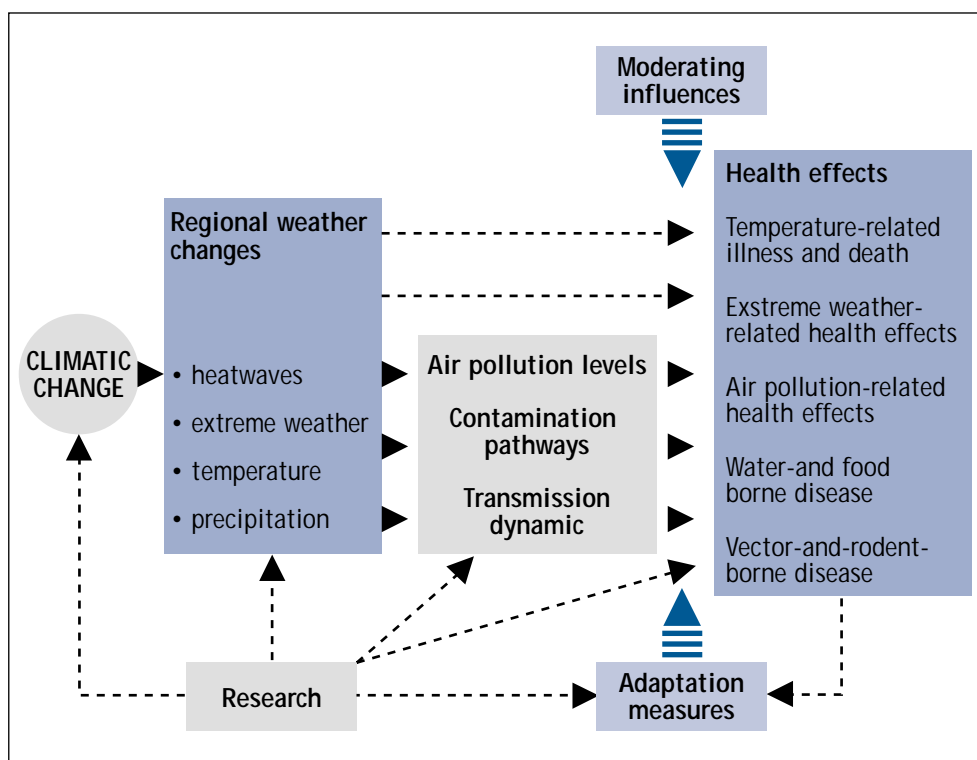 Moderating
influences
Health effects
Temperature-related
illness and death
Exstreme weather-
related health effects
Air pollution-related
health effects
Water-and food
borne disease
Vector-and-rodent-
borne disease
Regional weather
changes
• heatwaves
• extreme weather
• temperature
• precipitation
CLIMATIC
CHANGE
Air pollution levels
Contamination
pathways
Transmission
dynamic
Research
Adaptation
measures